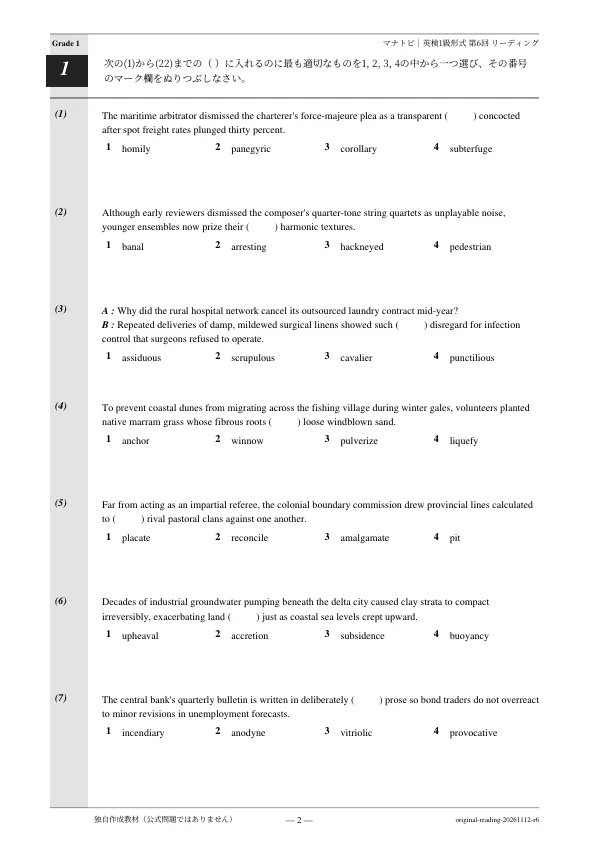 Grade 1
マナトビ｜英検1級形式 第6回 リーディング
1
次の(1)から(22)までの（ ）に入れるのに最も適切なものを1, 2, 3, 4の中から一つ選び、その番号
のマーク欄をぬりつぶしなさい。
(1)
The maritime arbitrator dismissed the charterer's force-majeure plea as a transparent ( ) concocted
after spot freight rates plunged thirty percent.
1 homily 2 panegyric 3 corollary 4 subterfuge
(2)
Although early reviewers dismissed the composer's quarter-tone string quartets as unplayable noise,
younger ensembles now prize their ( ) harmonic textures.
1 banal 2 arresting 3 hackneyed 4 pedestrian
(3)
A : Why did the rural hospital network cancel its outsourced laundry contract mid-year?
B : Repeated deliveries of damp, mildewed surgical linens showed such ( ) disregard for infection
control that surgeons refused to operate.
1 assiduous 2 scrupulous 3 cavalier 4 punctilious
(4)
To prevent coastal dunes from migrating across the fishing village during winter gales, volunteers planted
native marram grass whose fibrous roots ( ) loose windblown sand.
1 anchor 2 winnow 3 pulverize 4 liquefy
(5)
Far from acting as an impartial referee, the colonial boundary commission drew provincial lines calculated
to ( ) rival pastoral clans against one another.
1 placate 2 reconcile 3 amalgamate 4 pit
(6)
Decades of industrial groundwater pumping beneath the delta city caused clay strata to compact
irreversibly, exacerbating land ( ) just as coastal sea levels crept upward.
1 upheaval 2 accretion 3 subsidence 4 buoyancy
(7)
The central bank's quarterly bulletin is written in deliberately ( ) prose so bond traders do not overreact
to minor revisions in unemployment forecasts.
1 incendiary 2 anodyne 3 vitriolic 4 provocative
独自作成教材（公式問題ではありません）
— 2 —
original-reading-20261112-r6